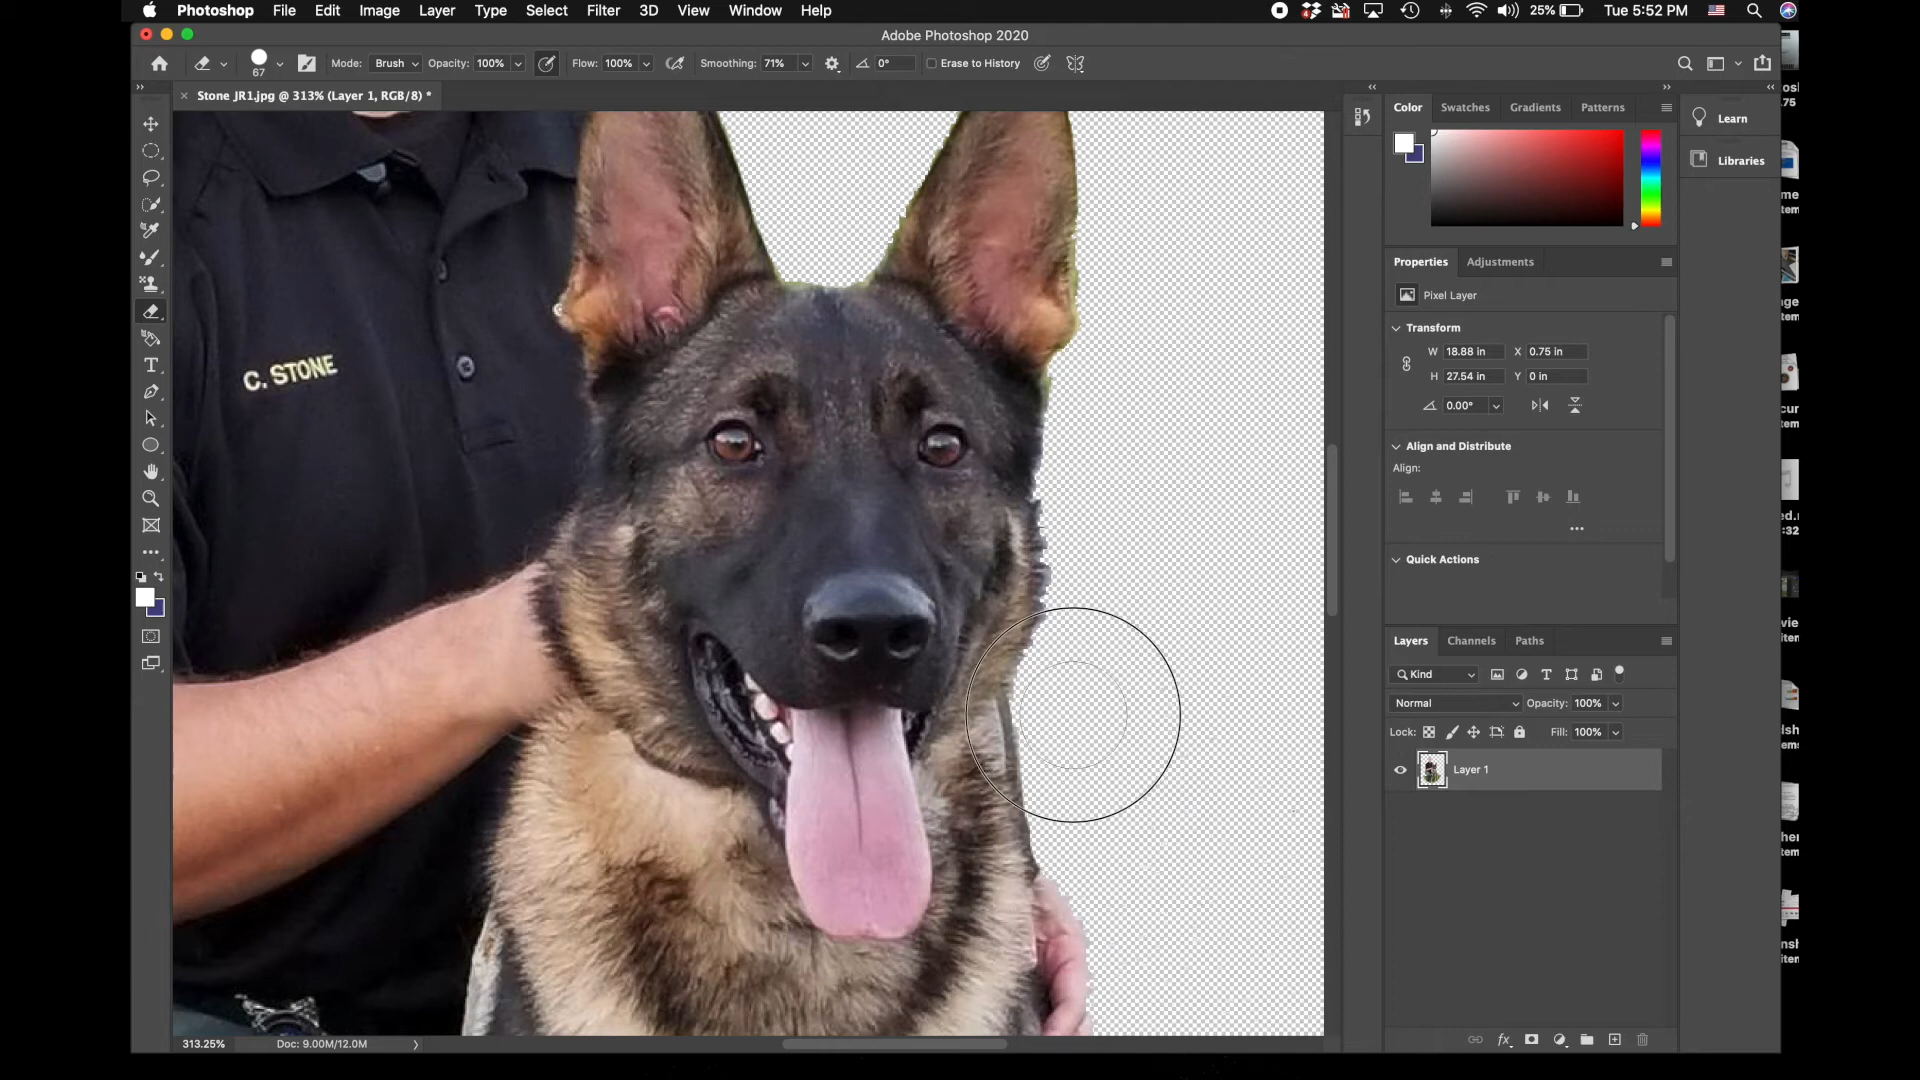 Photoshop File Edit Image Layer Type Select Filter 3D View Window Help 25% Tue 5:52 PM
Adobe Photoshop 2020
67 Mode: Brush Opacity: 100% Flow: 100% Smoothing: 71% 0° Erase to History
Stone JR1.jpg @ 313% (Layer 1, RGB/8) *
Color Swatches Gradients Patterns
Learn
Libraries
Properties Adjustments
Pixel Layer
Transform
W 18.88 in X 0.75 in
H 27.54 in Y 0 in
0.00°
Align and Distribute
Align:
Quick Actions
C. STONE
Layers Channels Paths
Kind
Normal Opacity: 100%
Lock: Fill: 100%
Layer 1
313.25% Doc: 9.00M/12.0M